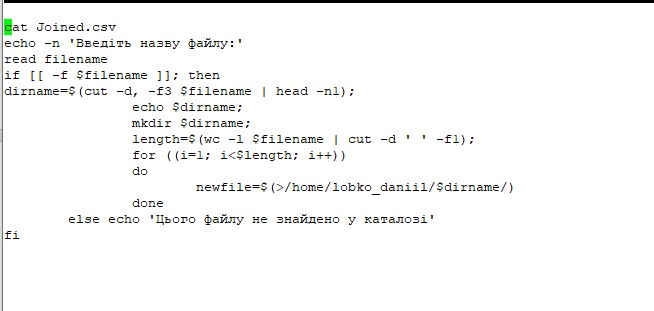 cat Joined.csv
echo -n 'Введіть назву файлу:'
read filename
if [[ -f $filename ]]; then
dirname=$(cut -d, -f3 $filename | head -n1);
echo $dirname;
mkdir $dirname;
length=$(wc -l $filename | cut -d ' ' -f1);
for ((i=1; i<$length; i++))
do
newfile=$(>/home/lobko_daniil/$dirname/)
done
else echo 'Цього файлу не знайдено у каталозі'
fi